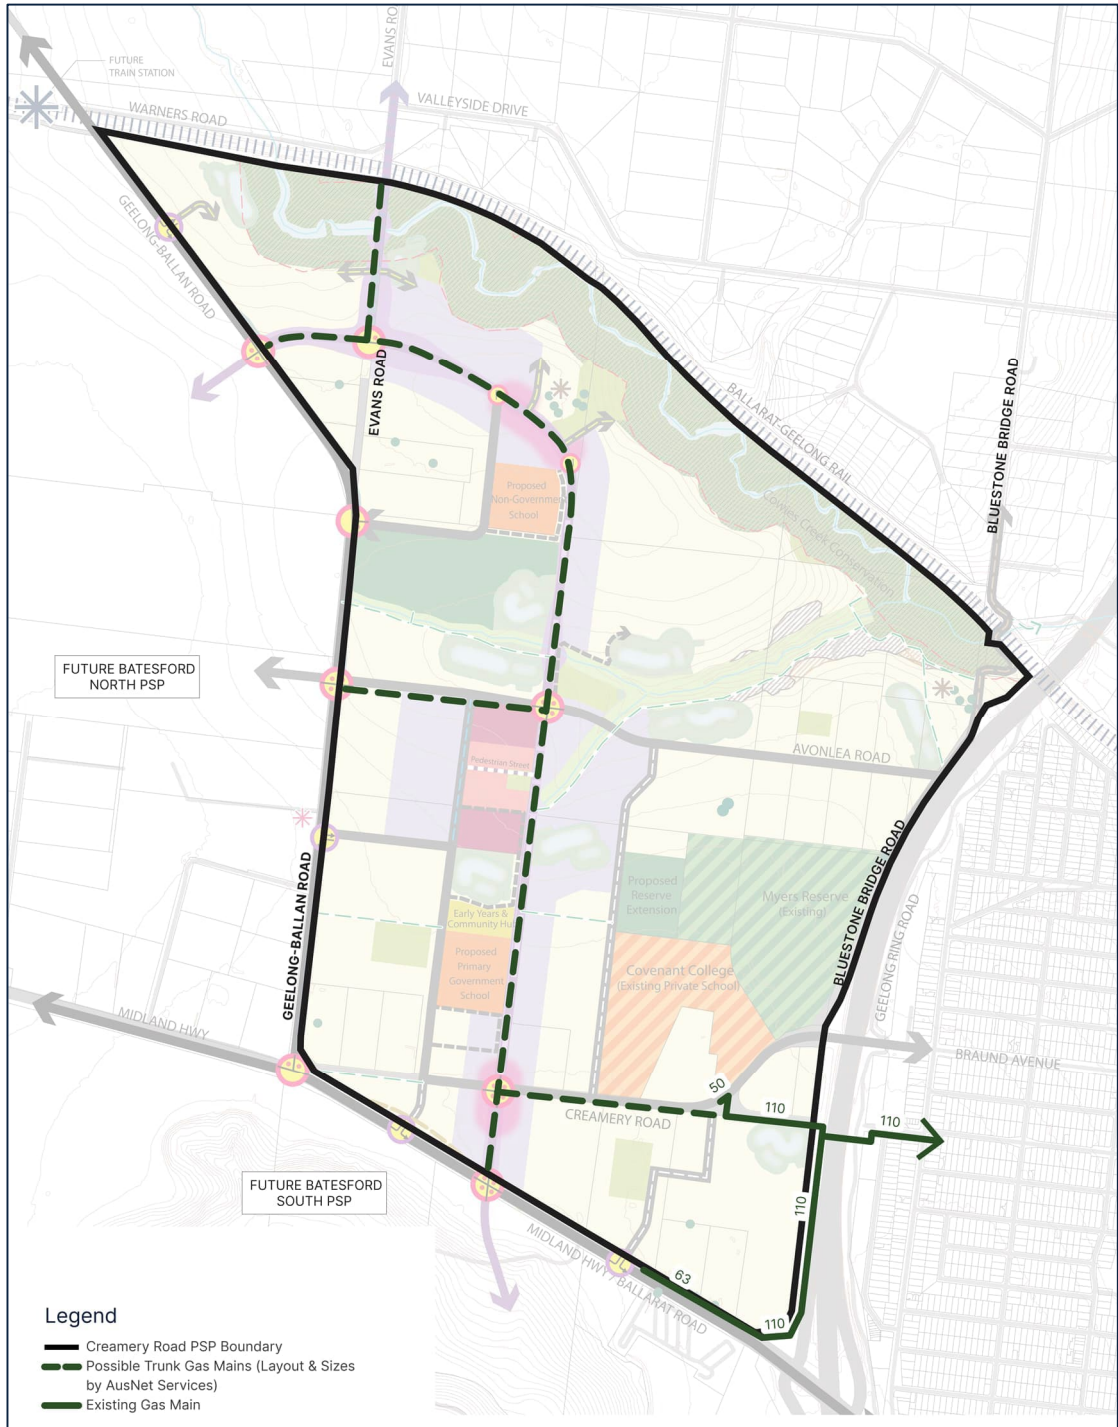 EVANS RO
FUTURE
TRAIN STATION
WARNERS ROAD
VALLEYSIDE DRIVE
GEELONG-BALLAN ROAD
EVANS ROAD
BALLARAT-GEELONG RAIL
BLUESTONE BRIDGE ROAD
Proposed
Non-Government
School
Cowies Creek Conservation
FUTURE BATESFORD
NORTH PSP
AVONLEA ROAD
Pedestrian Street
GEELONG-BALLAN ROAD
BLUESTONE BRIDGE ROAD
Proposed
Reserve
Extension
Myers Reserve
(Existing)
GEELONG RING ROAD
Early Years &
Community Hub
Proposed
Primary
Government
School
Covenant College
(Existing Private School)
MIDLAND HWY
BRAUND AVENUE
50
110
110
CREAMERY ROAD
FUTURE BATESFORD
SOUTH PSP
110
MIDLAND HWY / BALLARAT ROAD
63
110
Legend
Creamery Road PSP Boundary
Possible Trunk Gas Mains (Layout & Sizes
by AusNet Services)
Existing Gas Main